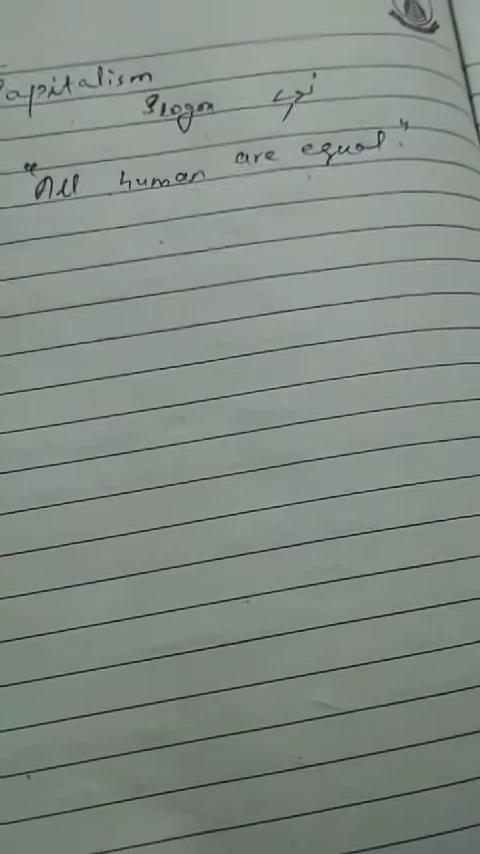 Capitalism
Slogan نعرہ
"All human are equal."